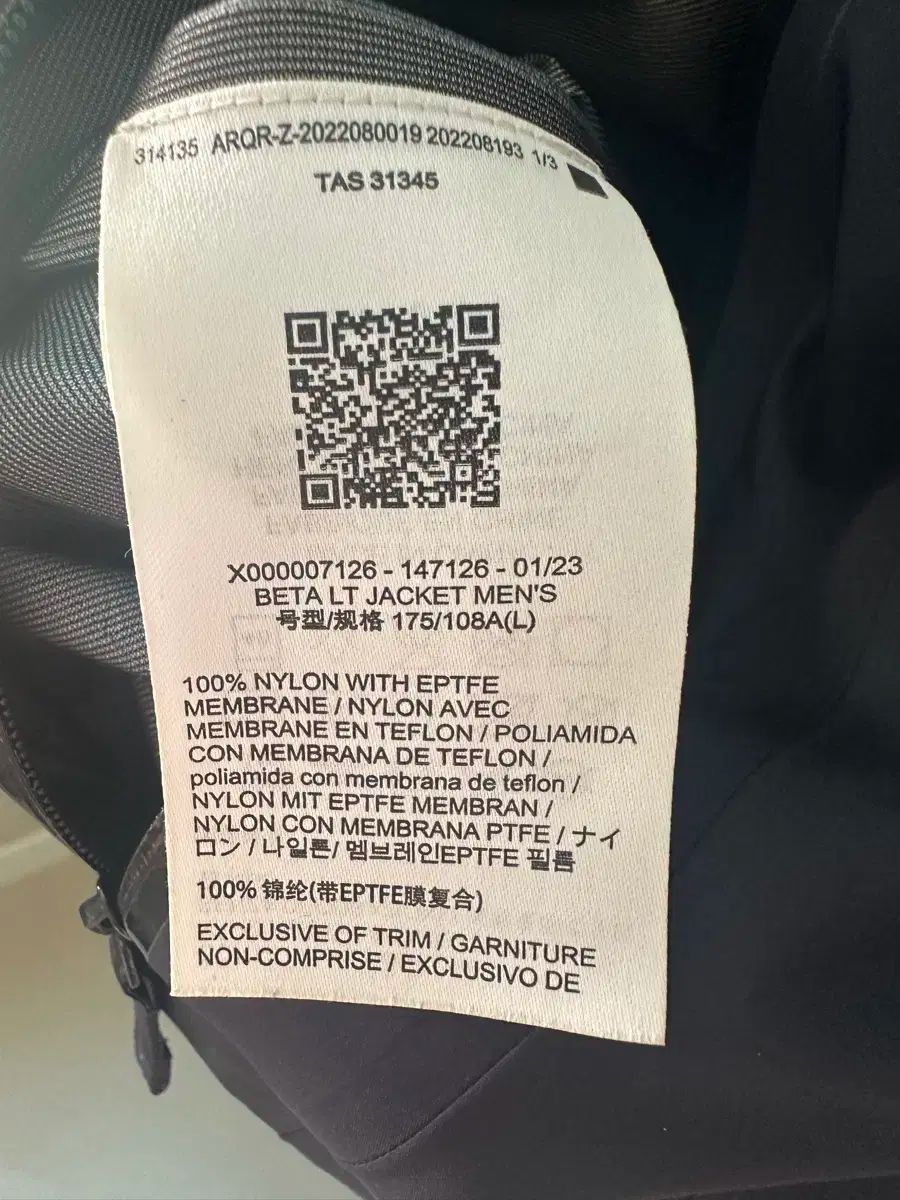 314135 ARQR-Z-2022080019 202208193 1/3
TAS 31345
X000007126 - 147126 - 01/23
BETA LT JACKET MEN'S
号型/规格 175/108A(L)
100% NYLON WITH EPTFE
MEMBRANE / NYLON AVEC
MEMBRANE EN TEFLON / POLIAMIDA
CON MEMBRANA DE TEFLON /
poliamida con membrana de teflon /
NYLON MIT EPTFE MEMBRAN /
NYLON CON MEMBRANA PTFE / ナイ
ロン / 나일론/ 멤브레인EPTFE 필름
100% 锦纶(带EPTFE膜复合)
EXCLUSIVE OF TRIM / GARNITURE
NON-COMPRISE / EXCLUSIVO DE